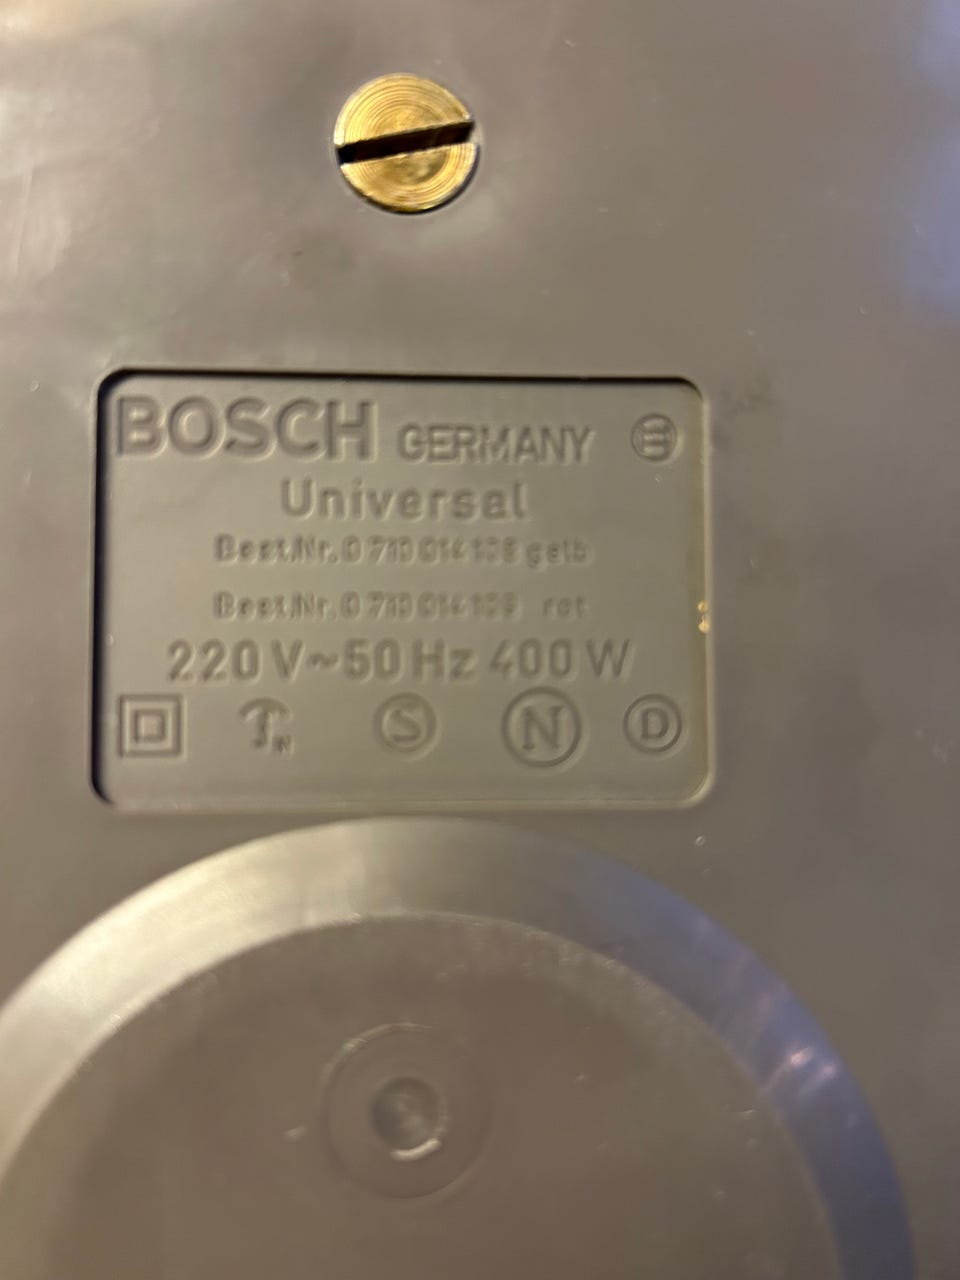 BOSCH GERMANY
Universal
Best.Nr. 0 710 014 108 gelb
Best.Nr. 0 710 014 109 rot
220 V~50 Hz 400 W
S N D